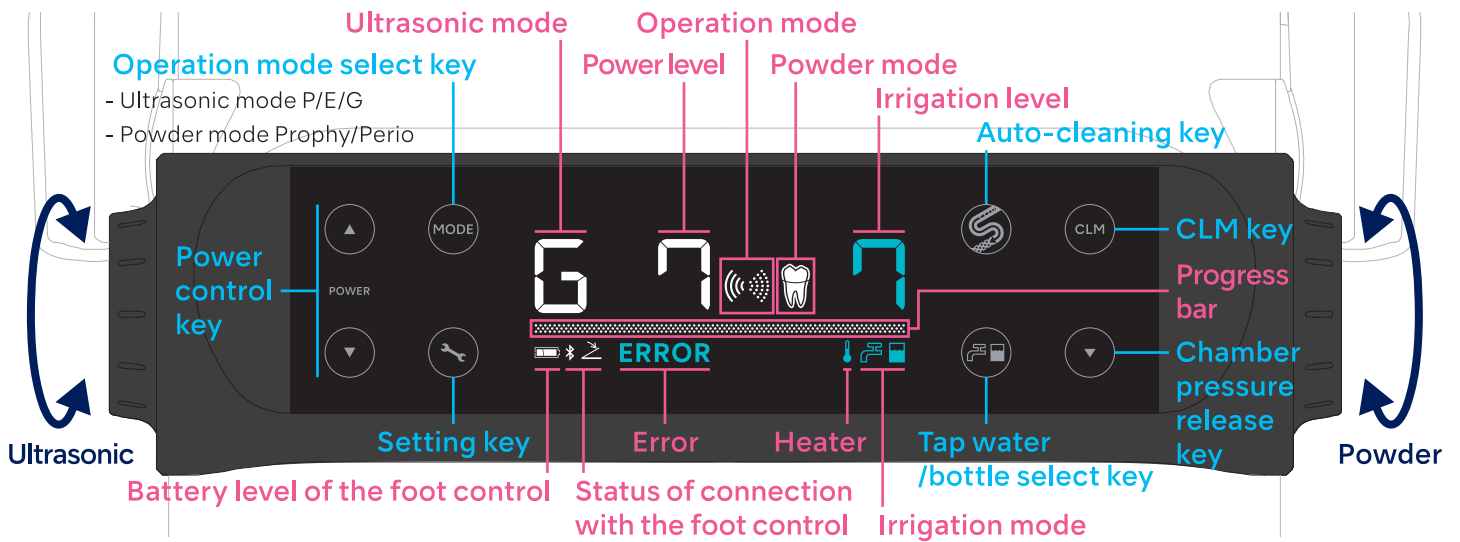 Ultrasonic mode
Operation mode
Operation mode select key
- Ultrasonic mode P/E/G
- Powder mode Prophy/Perio
Power level
Powder mode
Irrigation level
Auto-cleaning key
MODE
CLM
CLM key
Power
control
key
POWER
G 7 7
Progress
bar
ERROR
Chamber
pressure
release
key
Ultrasonic
Setting key
Error
Heater
Tap water
/bottle select key
Powder
Battery level of the foot control
Status of connection
with the foot control
Irrigation mode